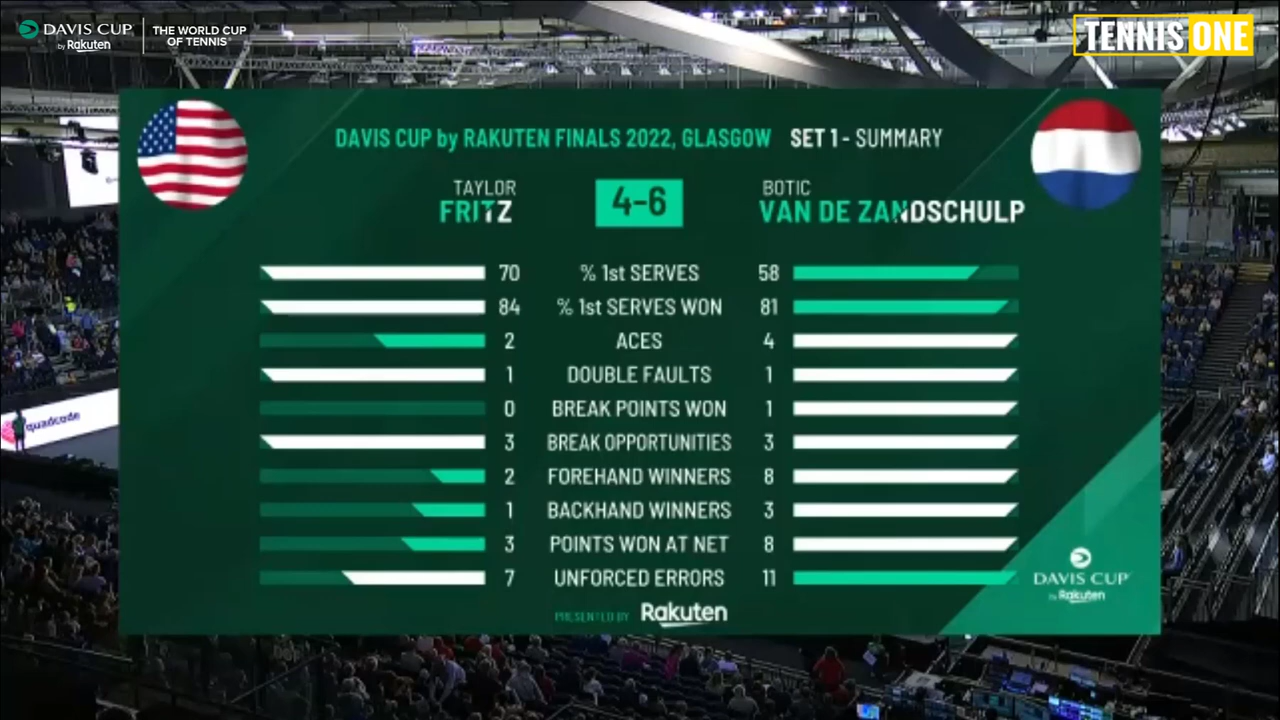 DAVIS CUP
by Rakuten
THE WORLD CUP
OF TENNIS
TENNIS ONE
DAVIS CUP by RAKUTEN FINALS 2022, GLASGOW SET 1 - SUMMARY
TAYLOR
FRITZ
4-6
BOTIC
VAN DE ZANDSCHULP
70 % 1st SERVES 58
84 % 1st SERVES WON 81
2 ACES 4
1 DOUBLE FAULTS 1
0 BREAK POINTS WON 1
3 BREAK OPPORTUNITIES 3
2 FOREHAND WINNERS 8
1 BACKHAND WINNERS 3
3 POINTS WON AT NET 8
7 UNFORCED ERRORS 11
PRESENTED BY Rakuten
DAVIS CUP
by Rakuten
quadcode